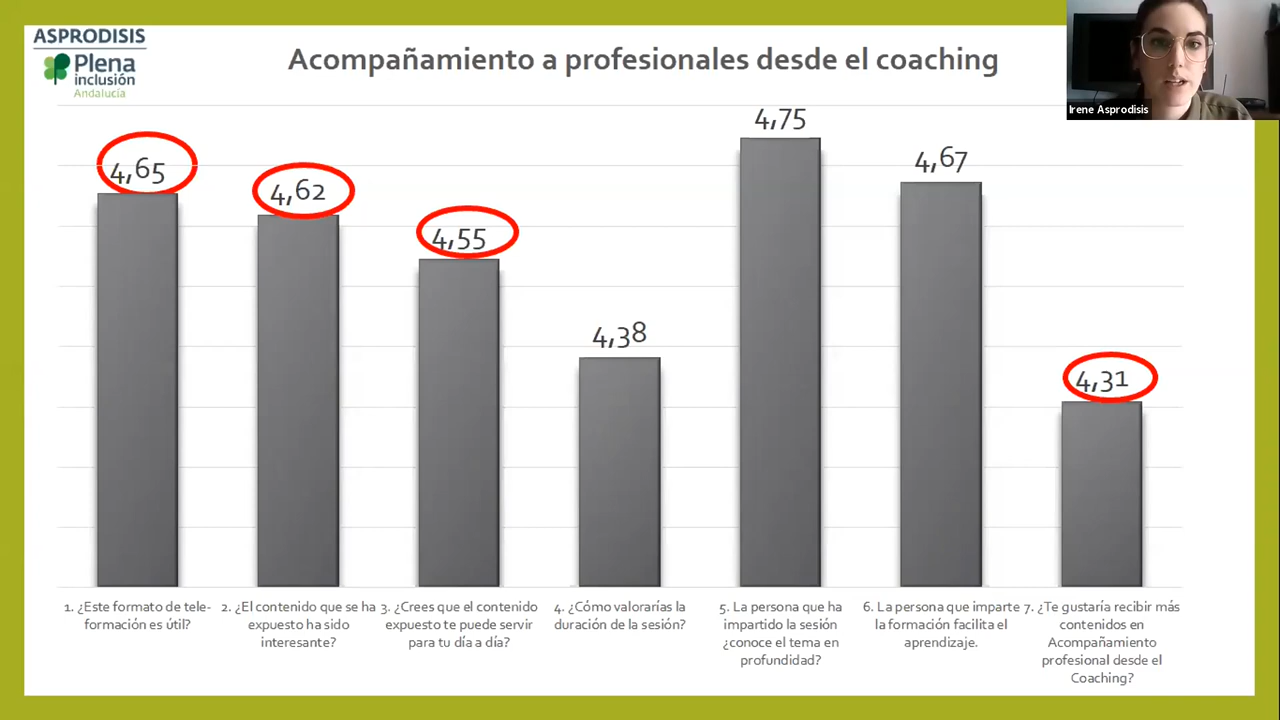 ASPRODISIS
Plena
inclusión
Andalucía
Acompañamiento a profesionales desde el coaching
Irene Asprodisis
4,65
4,62
4,55
4,38
4,75
4,67
4,31
1. ¿Este formato de tele-
formación es útil?
2. ¿El contenido que se ha
expuesto ha sido
interesante?
3. ¿Crees que el contenido
expuesto te puede servir
para tu día a día?
4. ¿Cómo valorarías la
duración de la sesión?
5. La persona que ha
impartido la sesión
¿conoce el tema en
profundidad?
6. La persona que imparte
la formación facilita el
aprendizaje.
7. ¿Te gustaría recibir más
contenidos en
Acompañamiento
profesional desde el
Coaching?